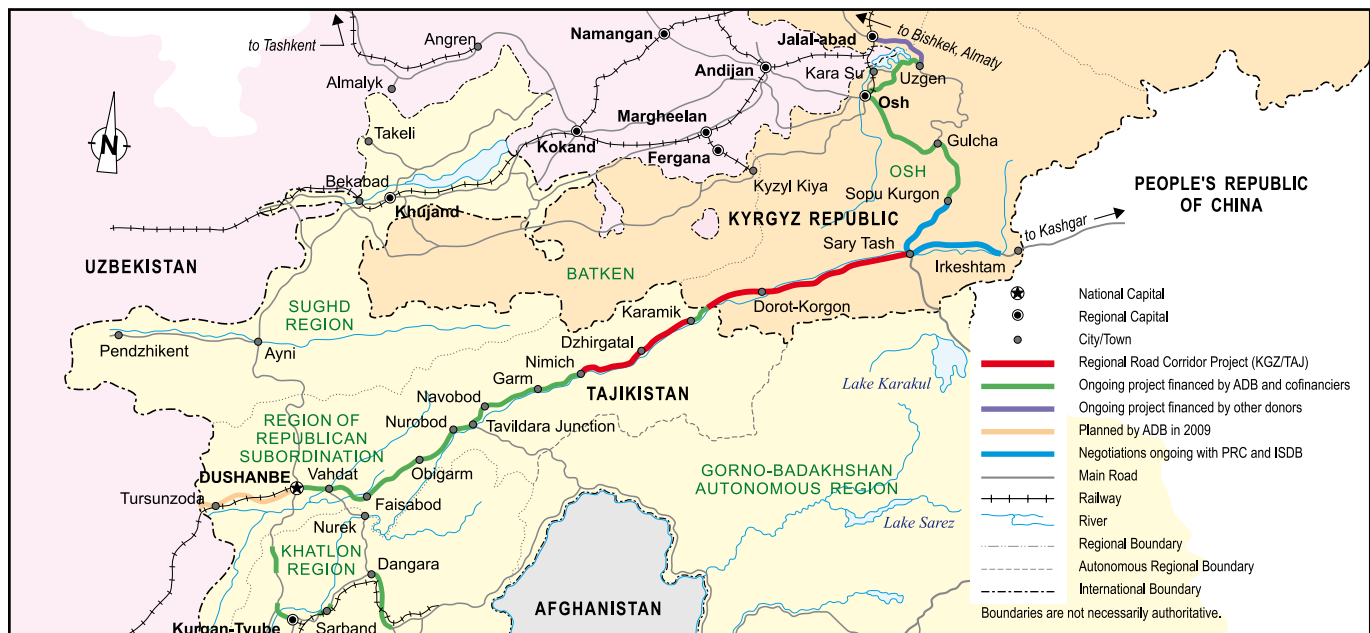 to Tashkent
Angren
Namangan
Jalal-abad
to Bishkek, Almaty
Almalyk
Andijan
Kara Su
Uzgen
Osh
Takeli
Margheelan
Kokand
Fergana
Gulcha
N
OSH
Bekabad
Khujand
Kyzyl Kiya
Sopu Kurgon
PEOPLE'S REPUBLIC
OF CHINA
KYRGYZ REPUBLIC
to Kashgar
Sary Tash
UZBEKISTAN
BATKEN
Irkeshtam
SUGHD
REGION
Karamik
Dorot-Korgon
Pendzhikent
Ayni
Dzhirgatal
Nimich
Lake Karakul
Garm
TAJIKISTAN
Navobod
REGION OF
REPUBLICAN
SUBORDINATION
Nurobod
Tavildara Junction
DUSHANBE
Vahdat
Obigarm
GORNO-BADAKHSHAN
AUTONOMOUS REGION
Tursunzoda
Faisabod
Nurek
Lake Sarez
KHATLON
REGION
Dangara
AFGHANISTAN
Kurgan-Tyube
Sarband
National Capital
Regional Capital
City/Town
Regional Road Corridor Project (KGZ/TAJ)
Ongoing project financed by ADB and cofinanciers
Ongoing project financed by other donors
Planned by ADB in 2009
Negotiations ongoing with PRC and ISDB
Main Road
Railway
River
Regional Boundary
Autonomous Regional Boundary
International Boundary
Boundaries are not necessarily authoritative.